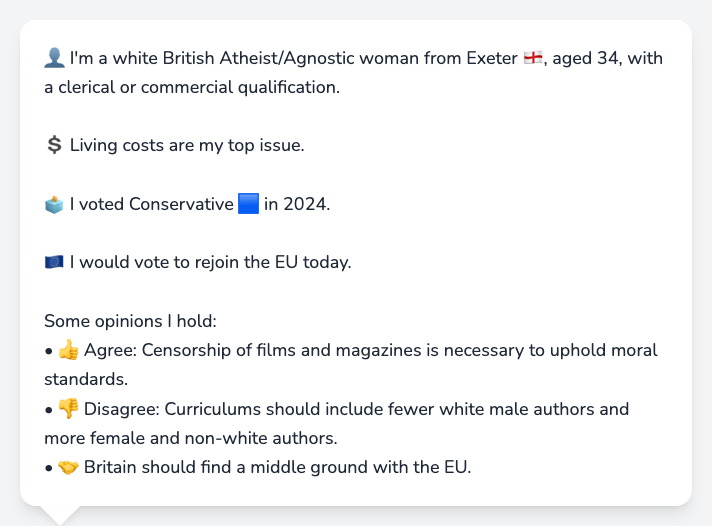 👤 I'm a white British Atheist/Agnostic woman from Exeter 🏴󠁧󠁢󠁥󠁮󠁧󠁿, aged 34, with
a clerical or commercial qualification.
💲 Living costs are my top issue.
🗳️ I voted Conservative 🟦 in 2024.
🇪🇺 I would vote to rejoin the EU today.
Some opinions I hold:
• 👍 Agree: Censorship of films and magazines is necessary to uphold moral
standards.
• 👎 Disagree: Curriculums should include fewer white male authors and
more female and non-white authors.
• 🤝 Britain should find a middle ground with the EU.